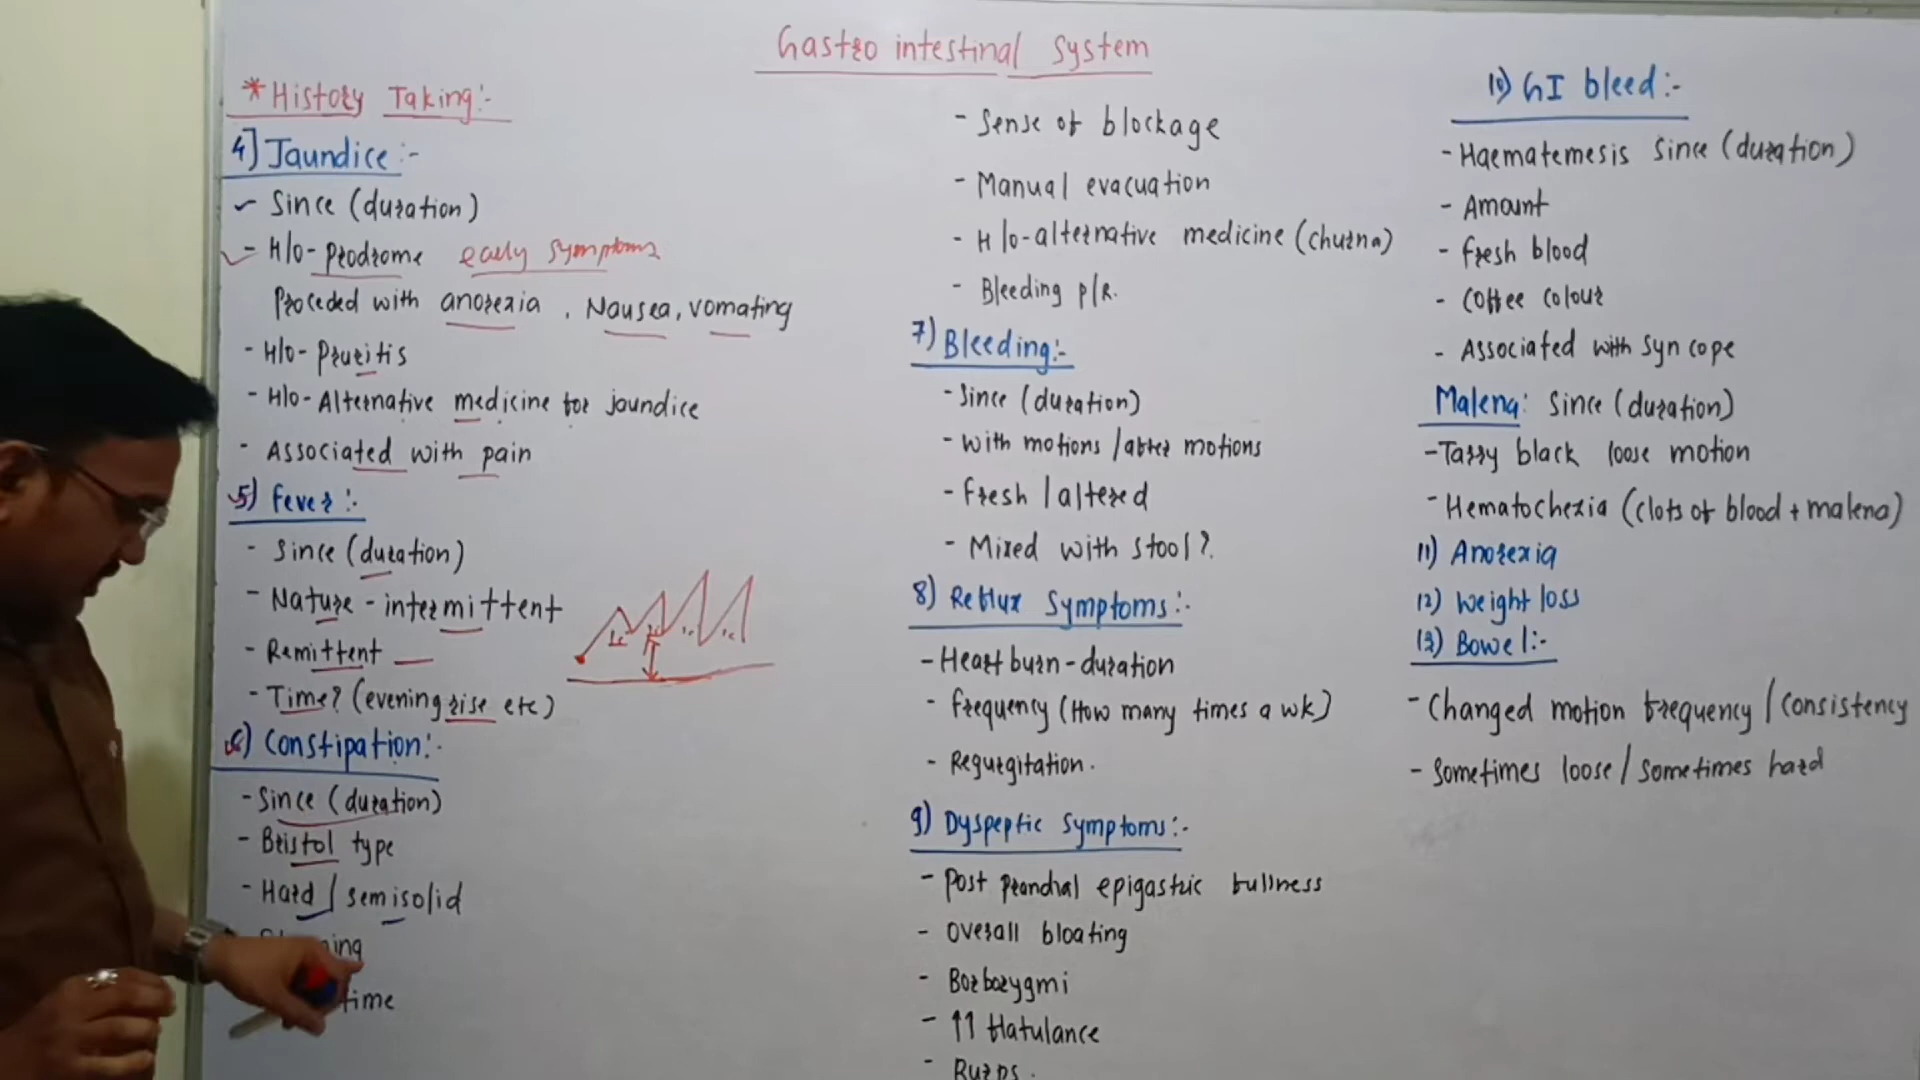 Gastro intestinal System
*History Taking:-
4] Jaundice:-
- Since (duration)
- H/o- Prodrome early symptoms
Proceded with anorexia, Nausea, vomating
- H/o- Pruritis
- H/o- Alternative medicine for jaundice
- Associated with pain
5) Fever:-
- Since (duration)
- Nature - intermittent
- Remittent
- Time? (evening rise etc)
6) Constipation:-
- Since (duration)
- Bristol type
- Hard / semisolid
time
- Sense of blockage
- Manual evacuation
- H/o-alternative medicine (churna)
- Bleeding P/R.
7) Bleeding:-
- Since (duration)
- With motions / after motions
- Fresh / altered
- Mixed with stool?
8) Reflux Symptoms:-
- Heart burn - duration
- Frequency (How many times a wk)
- Regurgitation.
9) Dyspeptic Symptoms:-
- Post prandial epigastric fullness
- Overall bloating
- Borborygmi
- ↑↑ flatulance
- Burps.
10) GI bleed:-
- Haematemesis since (duration)
- Amount
- Fresh blood
- Coffee colour
- Associated with syncope
Malena: Since (duration)
- Tarry black loose motion
- Hematochezia (clots of blood + malena)
11) Anorexia
12) Weight loss
13) Bowel:-
- Changed motion frequency / consistency
- Sometimes loose / sometimes hard